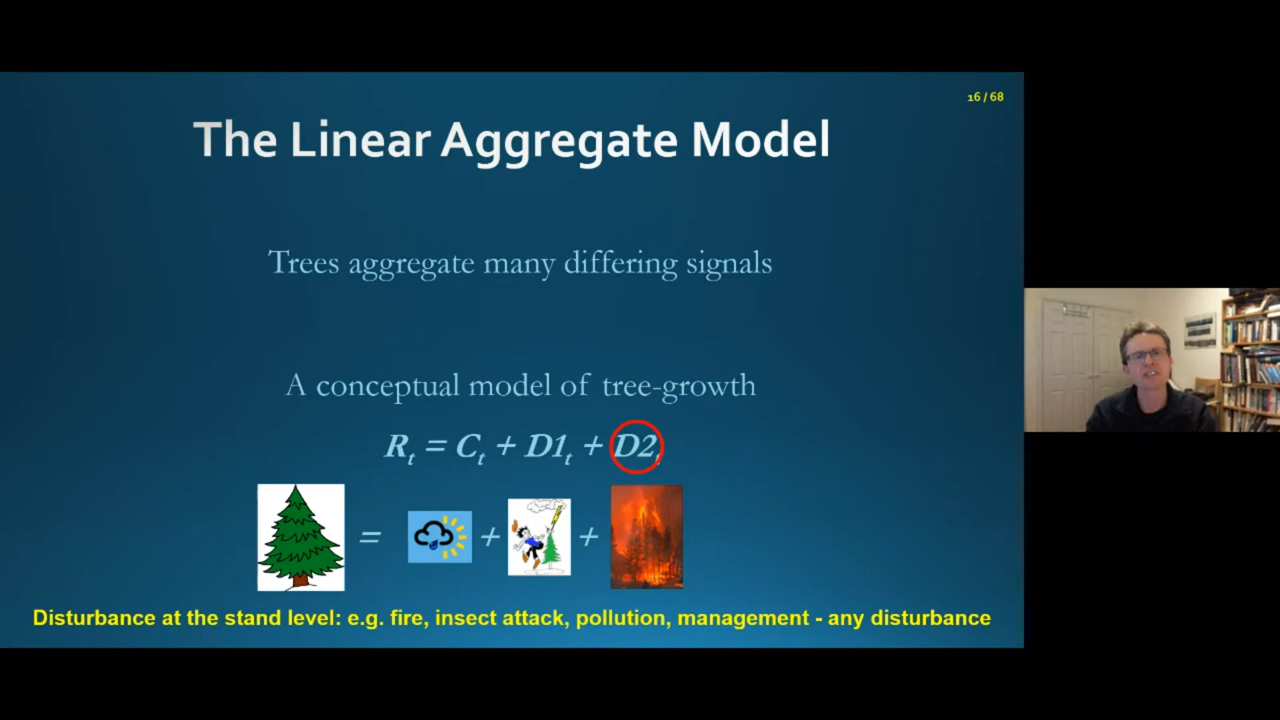 16 / 68
The Linear Aggregate Model
Trees aggregate many differing signals
A conceptual model of tree-growth
Rₜ = Cₜ + D1ₜ + D2ₜ
= + +
Disturbance at the stand level: e.g. fire, insect attack, pollution, management - any disturbance